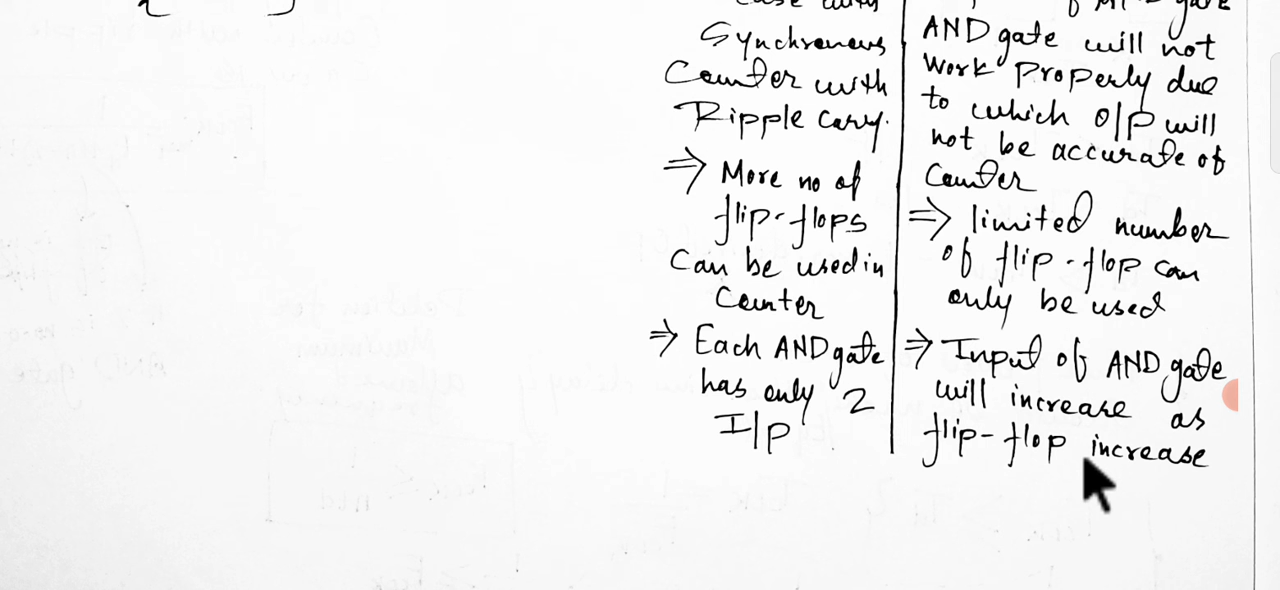 Synchronous
Counter with
Ripple Cary.
⇒ More no of
flip-flops
Can be used in
Counter
⇒ Each AND gate
has only 2
I/P
AND gate will not
work properly due
to which O/P will
not be accurate of
Counter
⇒ limited number
of flip-flop can
only be used
⇒ Input of AND gate
will increase as
flip-flop increase